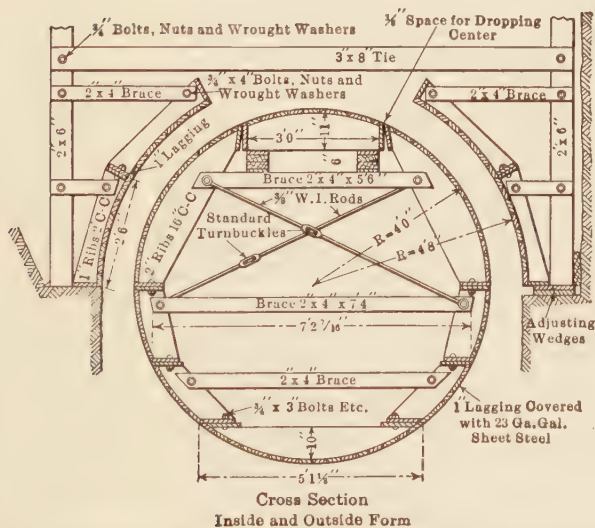 ¾" Bolts, Nuts and Wrought Washers
⅜" Space for Dropping
Center
3" x 8" Tie
¾" x 4" Bolts, Nuts and
Wrought Washers
2" x 4" Brace
2" x 4" Brace
2" x 6"
2" x 6"
1" Lagging
1" Ribs 2' C-C
2'6"
11"
3'0"
6"
Brace 2" x 4" x 5'6"
⅝" W.I. Rods
Standard
Turnbuckles
2" Ribs 16" C-C
R=4'0"
R=4'8"
Brace 2" x 4" x 7'4"
7'2 7/16"
Adjusting
Wedges
2" x 4" Brace
¾" x 3" Bolts Etc.
1" Lagging Covered
with 23 Ga. Gal.
Sheet Steel
10"
5'1⅛"
Cross Section
Inside and Outside Form